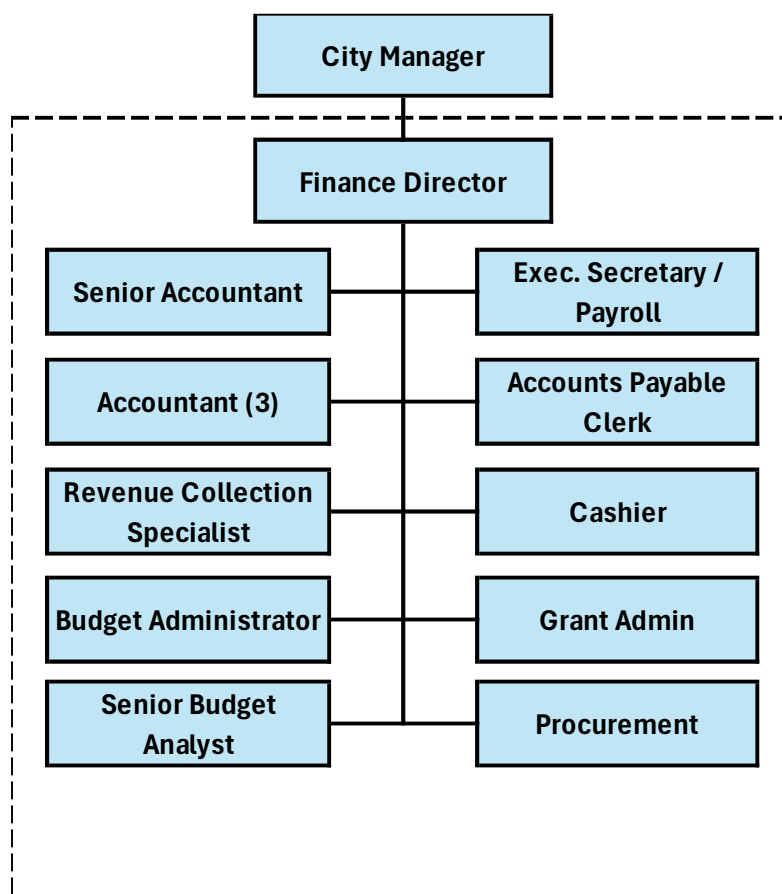 City Manager
Finance Director
Senior Accountant
Exec. Secretary /
Payroll
Accountant (3)
Accounts Payable
Clerk
Revenue Collection
Specialist
Cashier
Budget Administrator
Grant Admin
Senior Budget
Analyst
Procurement